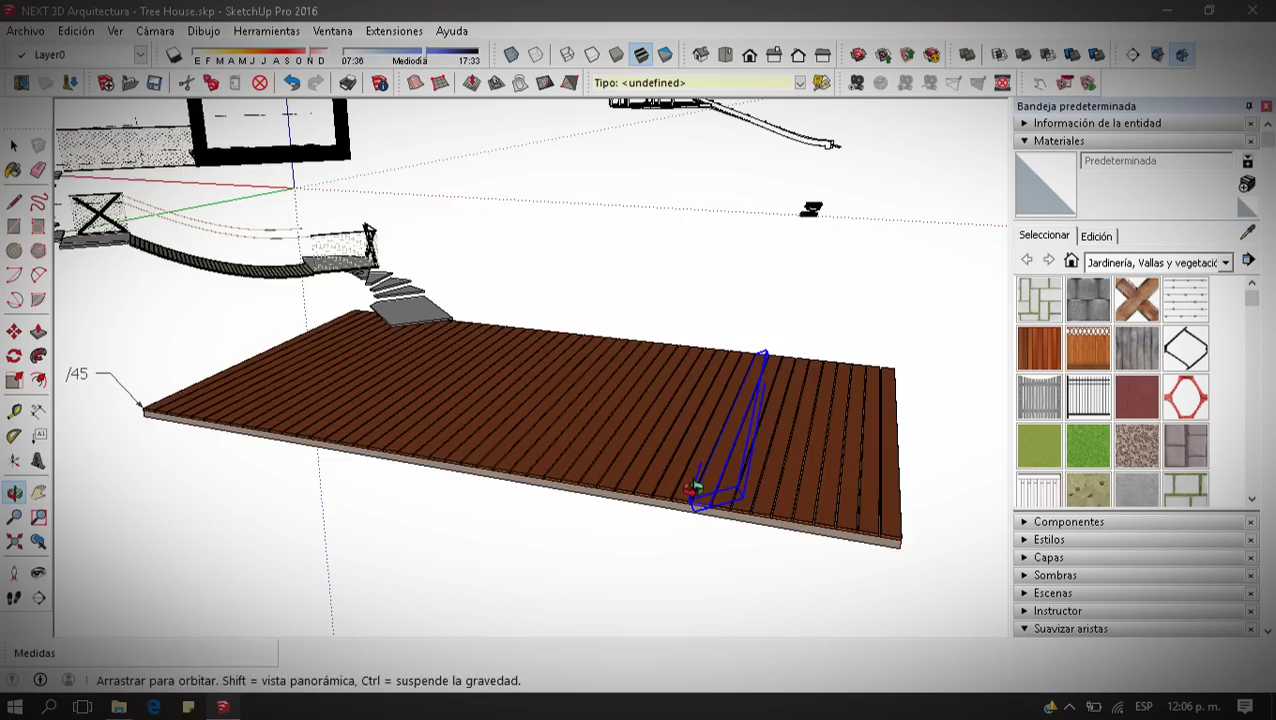 NEXT 3D Arquitectura - Tree House.skp - SketchUp Pro 2016
Archivo Edición Ver Cámara Dibujo Herramientas Ventana Extensiones Ayuda
Layer0
E F M A M J J A S O N D
07:36 Mediodía 17:33
Tipo: <undefined>
Bandeja predeterminada
Información de la entidad
Materiales
Predeterminada
Seleccionar Edición
Jardinería, Vallas y vegetació
/45
Componentes
Estilos
Capas
Sombras
Escenas
Instructor
Suavizar aristas
Medidas
Arrastrar para orbitar. Shift = vista panorámica, Ctrl = suspende la gravedad.
ESP 12:06 p. m.